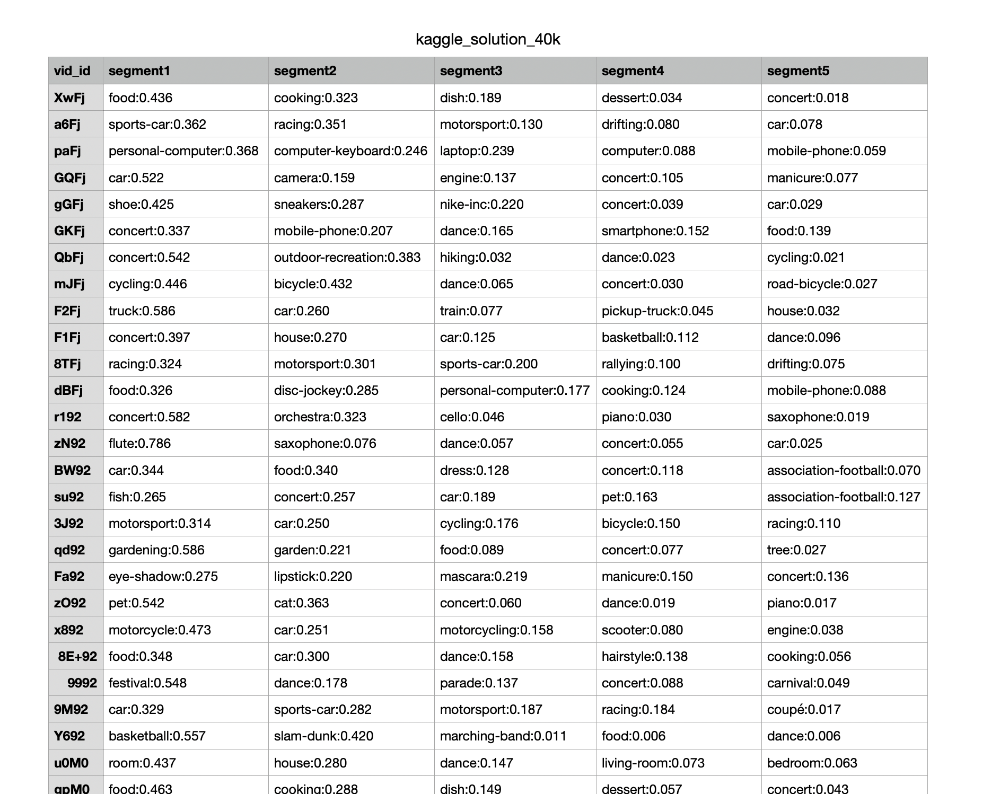 kaggle_solution_40k
vid_id segment1 segment2 segment3 segment4 segment5
XwFj food:0.436 cooking:0.323 dish:0.189 dessert:0.034 concert:0.018
a6Fj sports-car:0.362 racing:0.351 motorsport:0.130 drifting:0.080 car:0.078
paFj personal-computer:0.368 computer-keyboard:0.246 laptop:0.239 computer:0.088 mobile-phone:0.059
GQFj car:0.522 camera:0.159 engine:0.137 concert:0.105 manicure:0.077
gGFj shoe:0.425 sneakers:0.287 nike-inc:0.220 concert:0.039 car:0.029
GKFj concert:0.337 mobile-phone:0.207 dance:0.165 smartphone:0.152 food:0.139
QbFj concert:0.542 outdoor-recreation:0.383 hiking:0.032 dance:0.023 cycling:0.021
mJFj cycling:0.446 bicycle:0.432 dance:0.065 concert:0.030 road-bicycle:0.027
F2Fj truck:0.586 car:0.260 train:0.077 pickup-truck:0.045 house:0.032
F1Fj concert:0.397 house:0.270 car:0.125 basketball:0.112 dance:0.096
8TFj racing:0.324 motorsport:0.301 sports-car:0.200 rallying:0.100 drifting:0.075
dBFj food:0.326 disc-jockey:0.285 personal-computer:0.177 cooking:0.124 mobile-phone:0.088
r192 concert:0.582 orchestra:0.323 cello:0.046 piano:0.030 saxophone:0.019
zN92 flute:0.786 saxophone:0.076 dance:0.057 concert:0.055 car:0.025
BW92 car:0.344 food:0.340 dress:0.128 concert:0.118 association-football:0.070
su92 fish:0.265 concert:0.257 car:0.189 pet:0.163 association-football:0.127
3J92 motorsport:0.314 car:0.250 cycling:0.176 bicycle:0.150 racing:0.110
qd92 gardening:0.586 garden:0.221 food:0.089 concert:0.077 tree:0.027
Fa92 eye-shadow:0.275 lipstick:0.220 mascara:0.219 manicure:0.150 concert:0.136
zO92 pet:0.542 cat:0.363 concert:0.060 dance:0.019 piano:0.017
x892 motorcycle:0.473 car:0.251 motorcycling:0.158 scooter:0.080 engine:0.038
8E+92 food:0.348 car:0.300 dance:0.158 hairstyle:0.138 cooking:0.056
9992 festival:0.548 dance:0.178 parade:0.137 concert:0.088 carnival:0.049
9M92 car:0.329 sports-car:0.282 motorsport:0.187 racing:0.184 coupé:0.017
Y692 basketball:0.557 slam-dunk:0.420 marching-band:0.011 food:0.006 dance:0.006
u0M0 room:0.437 house:0.280 dance:0.147 living-room:0.073 bedroom:0.063
food:0.463 cooking:0.288 dish:0.149 dessert:0.057 concert:0.043